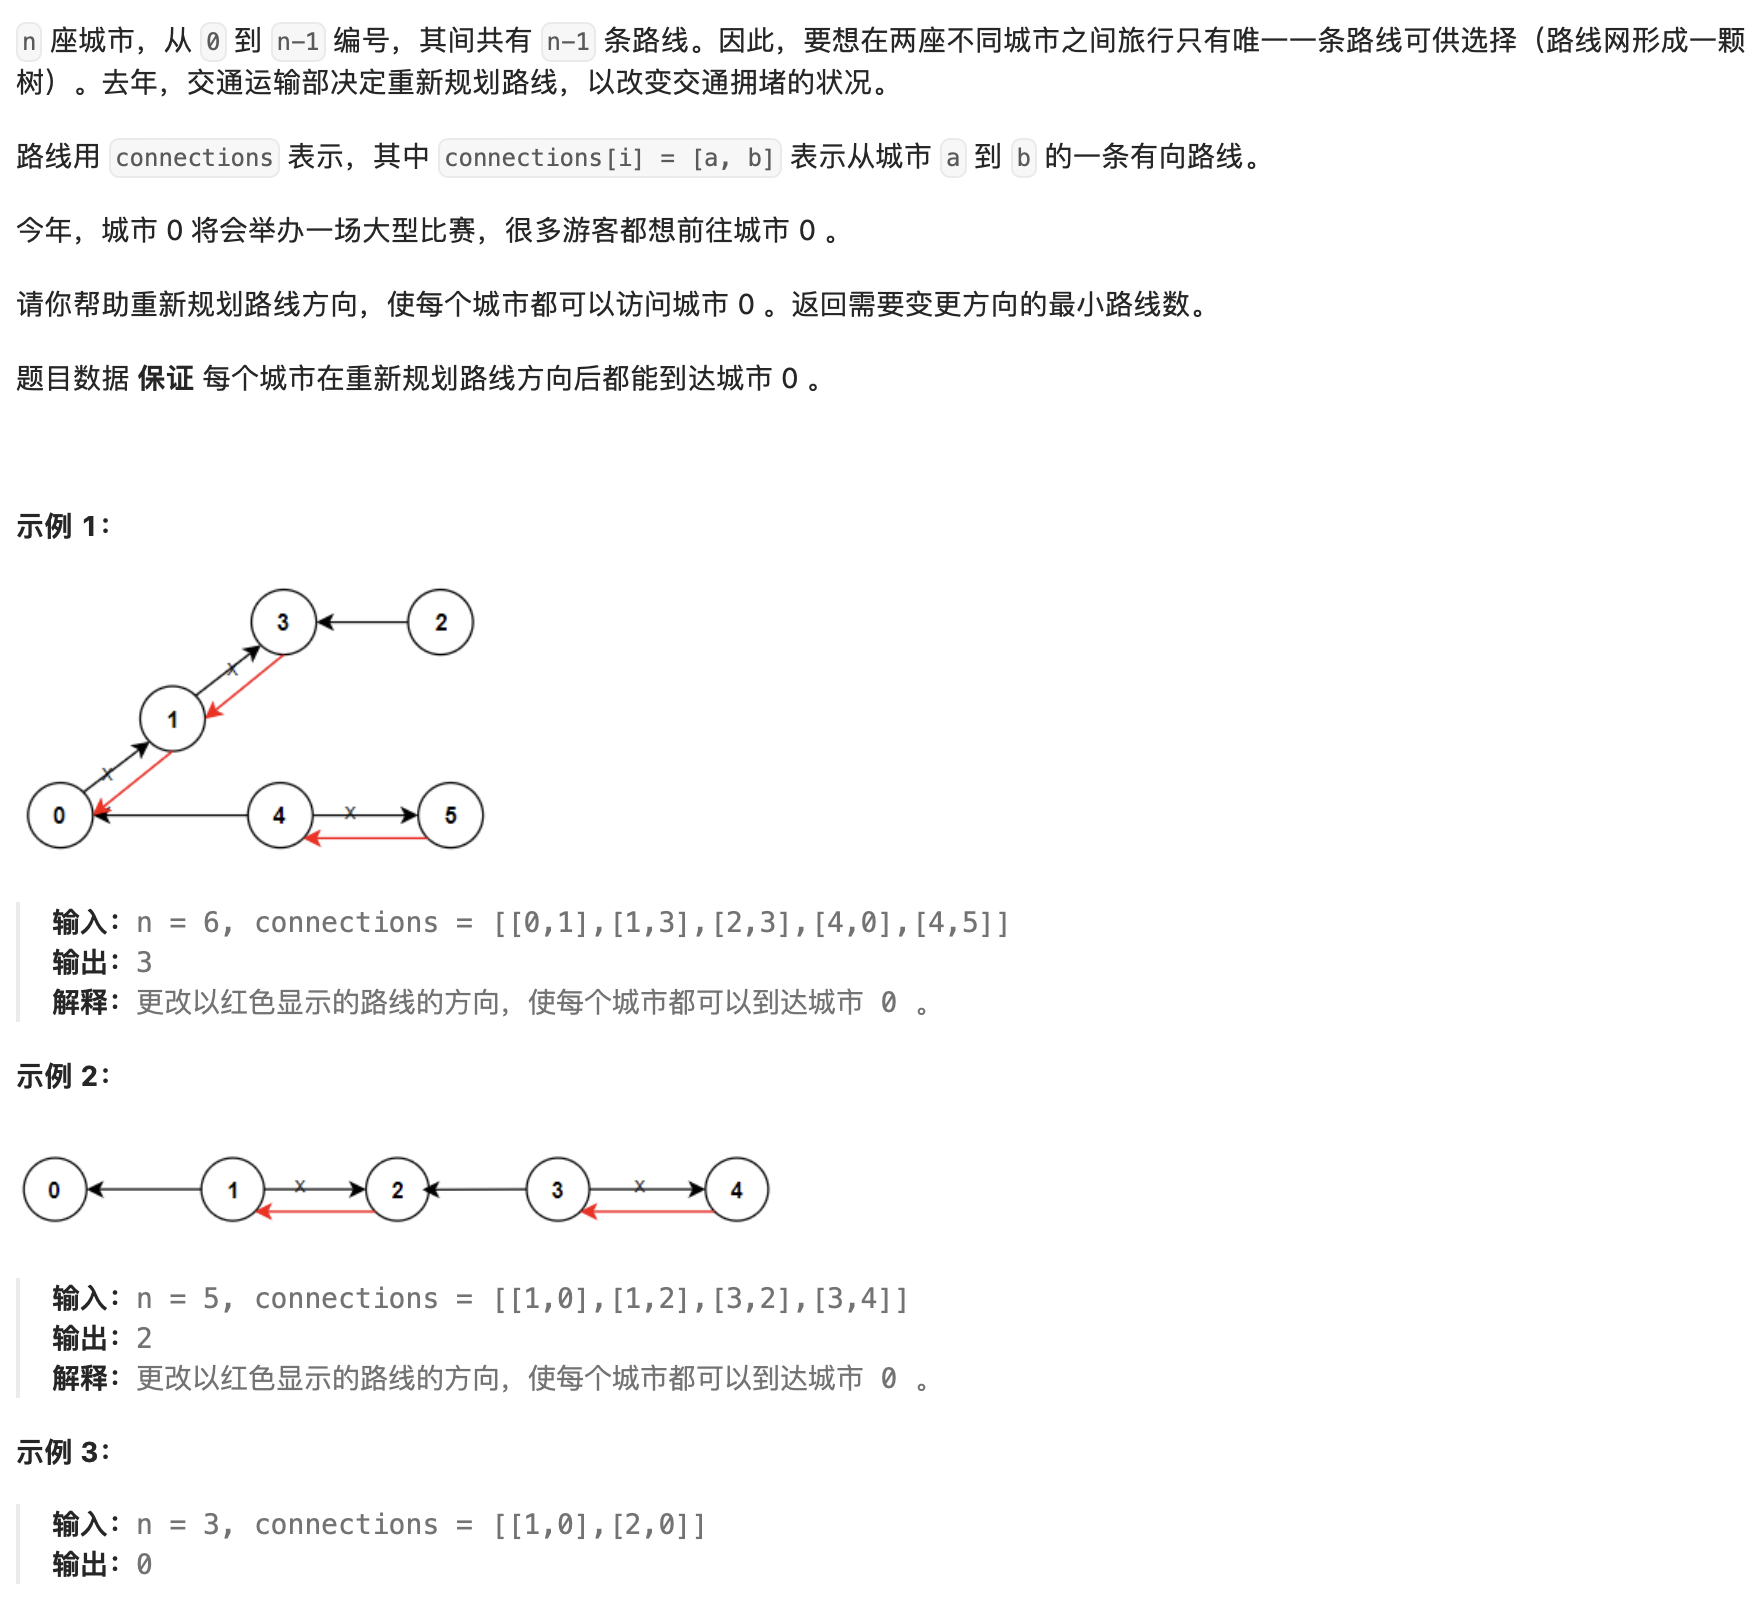 n 座城市，从 0 到 n-1 编号，其间共有 n-1 条路线。因此，要想在两座不同城市之间旅行只有唯一一条路线可供选择（路线网形成一颗
树）。去年，交通运输部决定重新规划路线，以改变交通拥堵的状况。
路线用 connections 表示，其中 connections[i] = [a, b] 表示从城市 a 到 b 的一条有向路线。
今年，城市 0 将会举办一场大型比赛，很多游客都想前往城市 0 。
请你帮助重新规划路线方向，使每个城市都可以访问城市 0 。返回需要变更方向的最小路线数。
题目数据 保证 每个城市在重新规划路线方向后都能到达城市 0 。
示例 1：
3 2
x
1
x
0 4 x 5
输入：n = 6, connections = [[0,1],[1,3],[2,3],[4,0],[4,5]]
输出：3
解释：更改以红色显示的路线的方向，使每个城市都可以到达城市 0 。
示例 2：
0 1 x 2 3 x 4
输入：n = 5, connections = [[1,0],[1,2],[3,2],[3,4]]
输出：2
解释：更改以红色显示的路线的方向，使每个城市都可以到达城市 0 。
示例 3：
输入：n = 3, connections = [[1,0],[2,0]]
输出：0